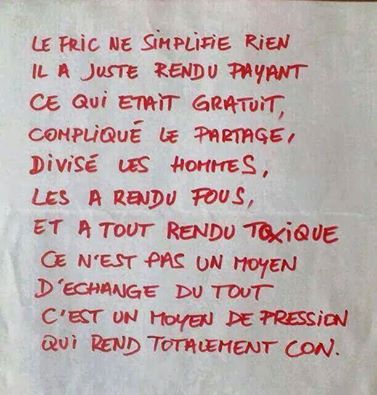 LE FRIC NE SIMPLIFIE RIEN
IL A JUSTE RENDU PAYANT
CE QUI ETAIT GRATUIT,
COMPLIQUÉ LE PARTAGE,
DIVISÉ LES HOMMES,
LES A RENDU FOUS,
ET A TOUT RENDU TOXIQUE
CE N'EST PAS UN MOYEN
D'ECHANGE DU TOUT
C'EST UN MOYEN DE PRESSION
QUI REND TOTALEMENT CON.